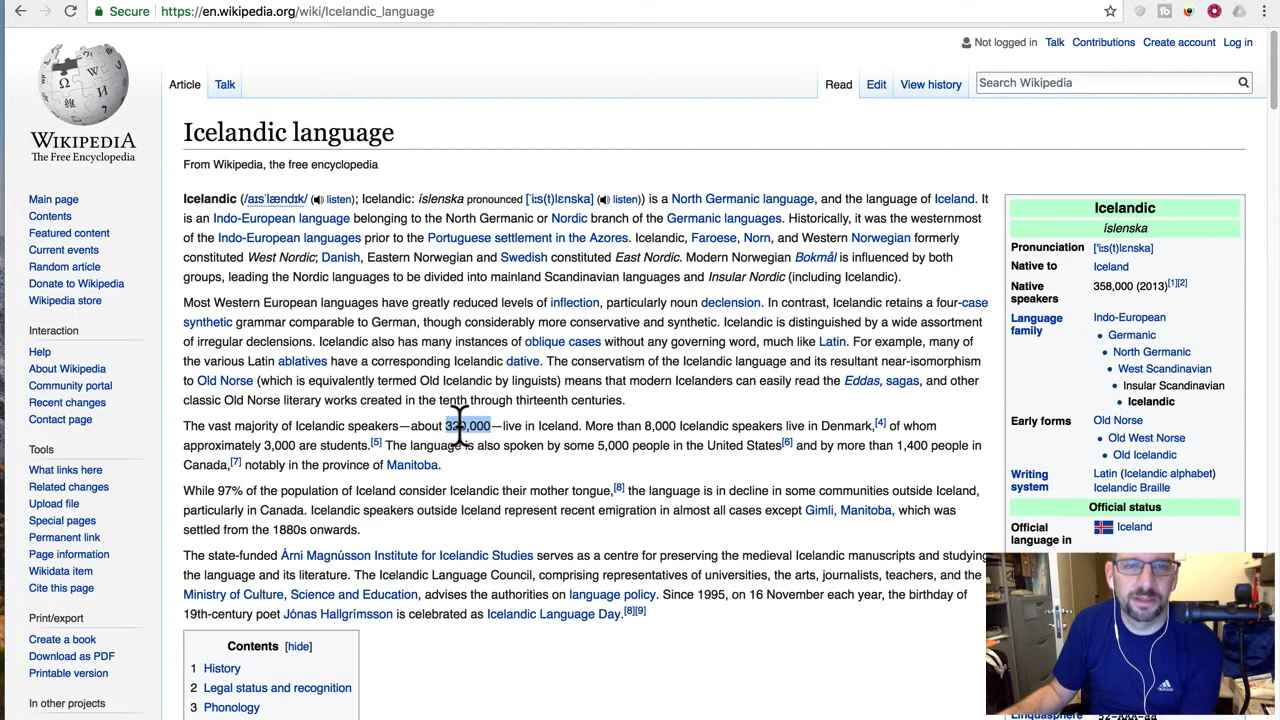 Secure https://en.wikipedia.org/wiki/Icelandic_language
Not logged in Talk Contributions Create account Log in
Article Talk
Read Edit View history Search Wikipedia
WIKIPEDIA
The Free Encyclopedia
Main page
Contents
Featured content
Current events
Random article
Donate to Wikipedia
Wikipedia store
Interaction
Help
About Wikipedia
Community portal
Recent changes
Contact page
Tools
What links here
Related changes
Upload file
Special pages
Permanent link
Page information
Wikidata item
Cite this page
Print/export
Create a book
Download as PDF
Printable version
In other projects
Icelandic language
From Wikipedia, the free encyclopedia
Icelandic (/aɪsˈlændɪk/ (listen); Icelandic: íslenska pronounced [ˈiːs(t)lɛnska] (listen)) is a North Germanic language, and the language of Iceland. It
is an Indo-European language belonging to the North Germanic or Nordic branch of the Germanic languages. Historically, it was the westernmost
of the Indo-European languages prior to the Portuguese settlement in the Azores. Icelandic, Faroese, Norn, and Western Norwegian formerly
constituted West Nordic; Danish, Eastern Norwegian and Swedish constituted East Nordic. Modern Norwegian Bokmål is influenced by both
groups, leading the Nordic languages to be divided into mainland Scandinavian languages and Insular Nordic (including Icelandic).
Most Western European languages have greatly reduced levels of inflection, particularly noun declension. In contrast, Icelandic retains a four-case
synthetic grammar comparable to German, though considerably more conservative and synthetic. Icelandic is distinguished by a wide assortment
of irregular declensions. Icelandic also has many instances of oblique cases without any governing word, much like Latin. For example, many of
the various Latin ablatives have a corresponding Icelandic dative. The conservatism of the Icelandic language and its resultant near-isomorphism
to Old Norse (which is equivalently termed Old Icelandic by linguists) means that modern Icelanders can easily read the Eddas, sagas, and other
classic Old Norse literary works created in the tenth through thirteenth centuries.
The vast majority of Icelandic speakers—about —live in Iceland. More than 8,000 Icelandic speakers live in Denmark,[4] of whom
approximately 3,000 are students.[5] The language is also spoken by some 5,000 people in the United States[6] and by more than 1,400 people in
Canada,[7] notably in the province of Manitoba.
While 97% of the population of Iceland consider Icelandic their mother tongue,[8] the language is in decline in some communities outside Iceland,
particularly in Canada. Icelandic speakers outside Iceland represent recent emigration in almost all cases except Gimli, Manitoba, which was
settled from the 1880s onwards.
The state-funded Árni Magnússon Institute for Icelandic Studies serves as a centre for preserving the medieval Icelandic manuscripts and studying
the language and its literature. The Icelandic Language Council, comprising representatives of universities, the arts, journalists, teachers, and the
Ministry of Culture, Science and Education, advises the authorities on language policy. Since 1995, on 16 November each year, the birthday of
19th-century poet Jónas Hallgrímsson is celebrated as Icelandic Language Day.[8][9]
Contents [hide]
1 History
2 Legal status and recognition
3 Phonology
Icelandic
íslenska
Pronunciation [ˈiːs(t)lɛnska]
Native to Iceland
Native speakers 358,000 (2013)[1][2]
Language family Indo-European
Germanic
North Germanic
West Scandinavian
Insular Scandinavian
Icelandic
Early forms Old Norse
Old West Norse
Old Icelandic
Writing system Latin (Icelandic alphabet)
Icelandic Braille
Official status
Official language in Iceland
adidas